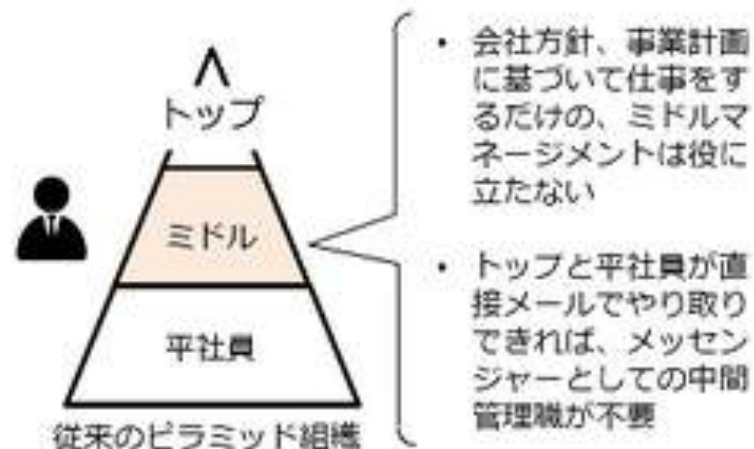 トップ
ミドル
平社員
従来のピラミッド組織
・ 会社方針、事業計画
に基づいて仕事をす
るだけの、ミドルマ
ネージメントは役に
立たない
・ トップと平社員が直
接メールでやり取り
できれば、メッセン
ジャーとしての中間
管理職が不要